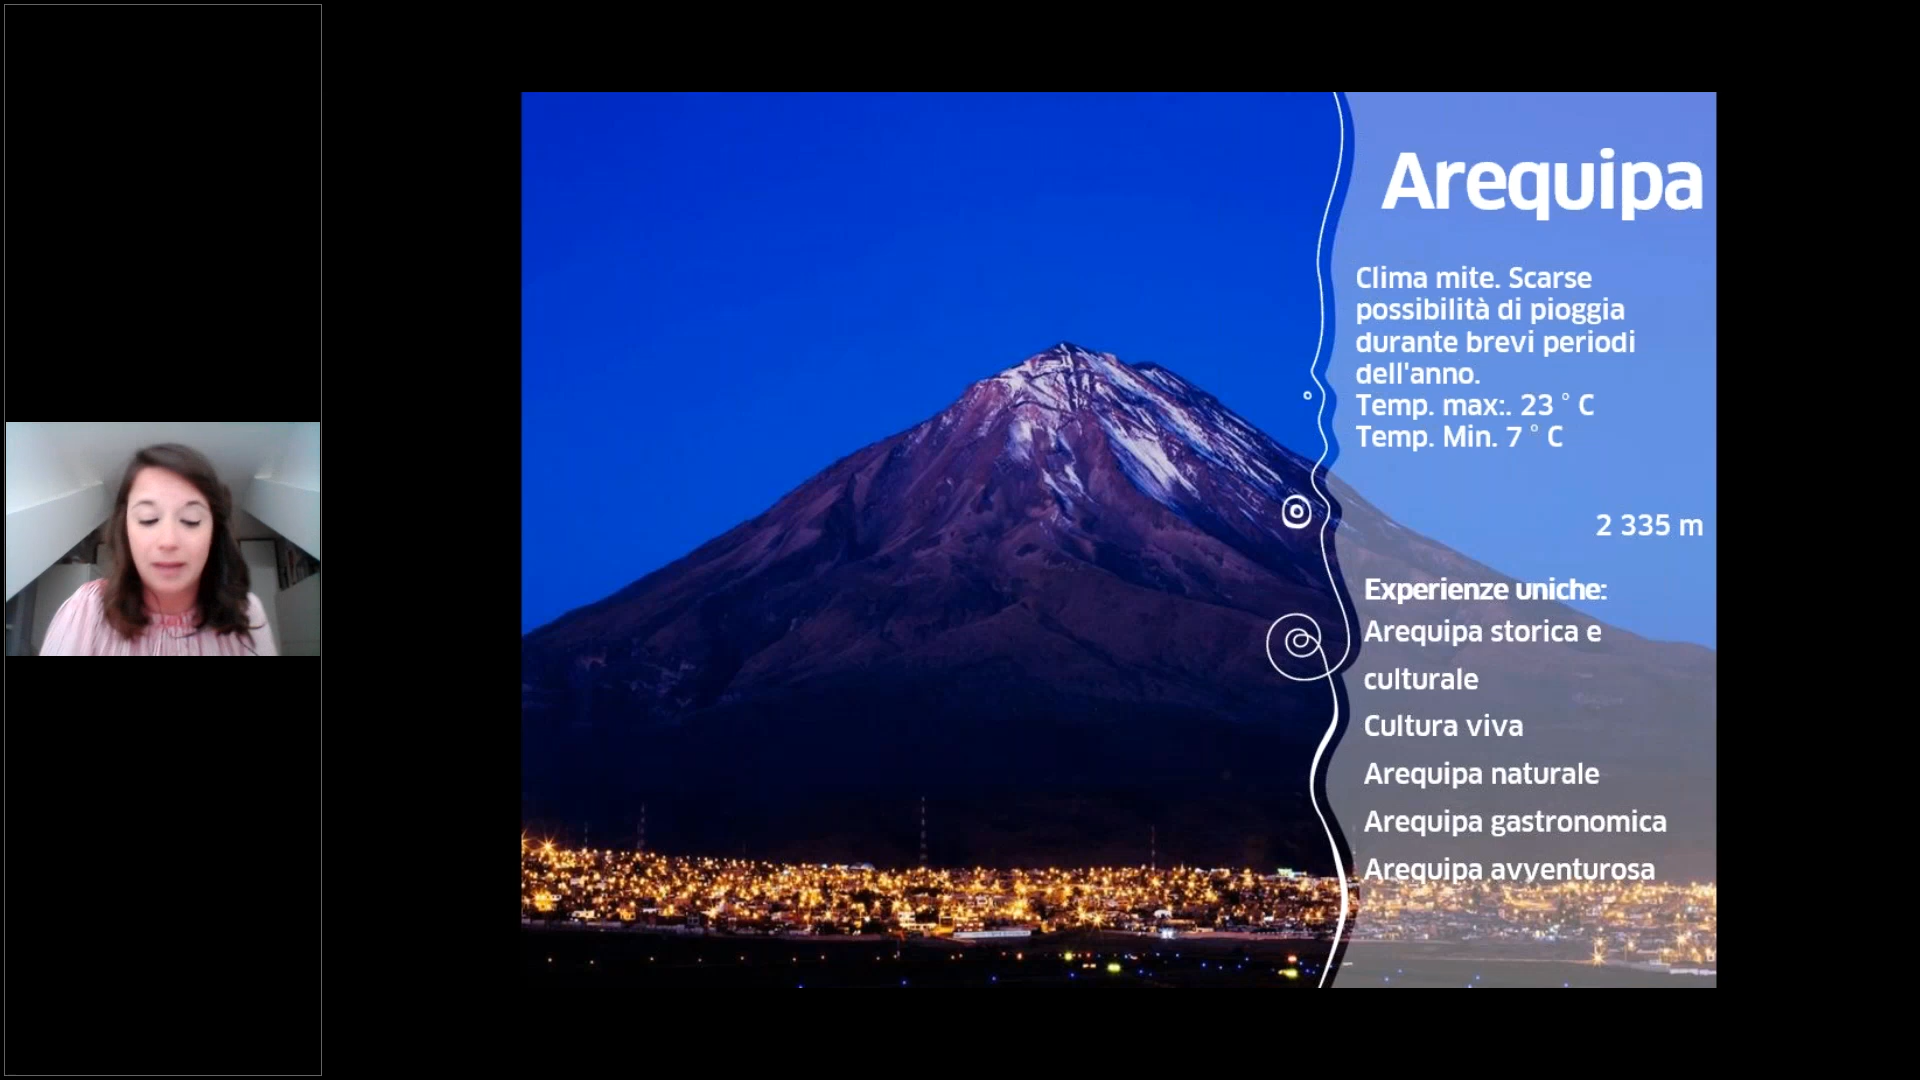 Arequipa
Clima mite. Scarse
possibilità di pioggia
durante brevi periodi
dell'anno.
Temp. max:. 23 ° C
Temp. Min. 7 ° C
2 335 m
Experienze uniche:
Arequipa storica e
culturale
Cultura viva
Arequipa naturale
Arequipa gastronomica
Arequipa avventurosa